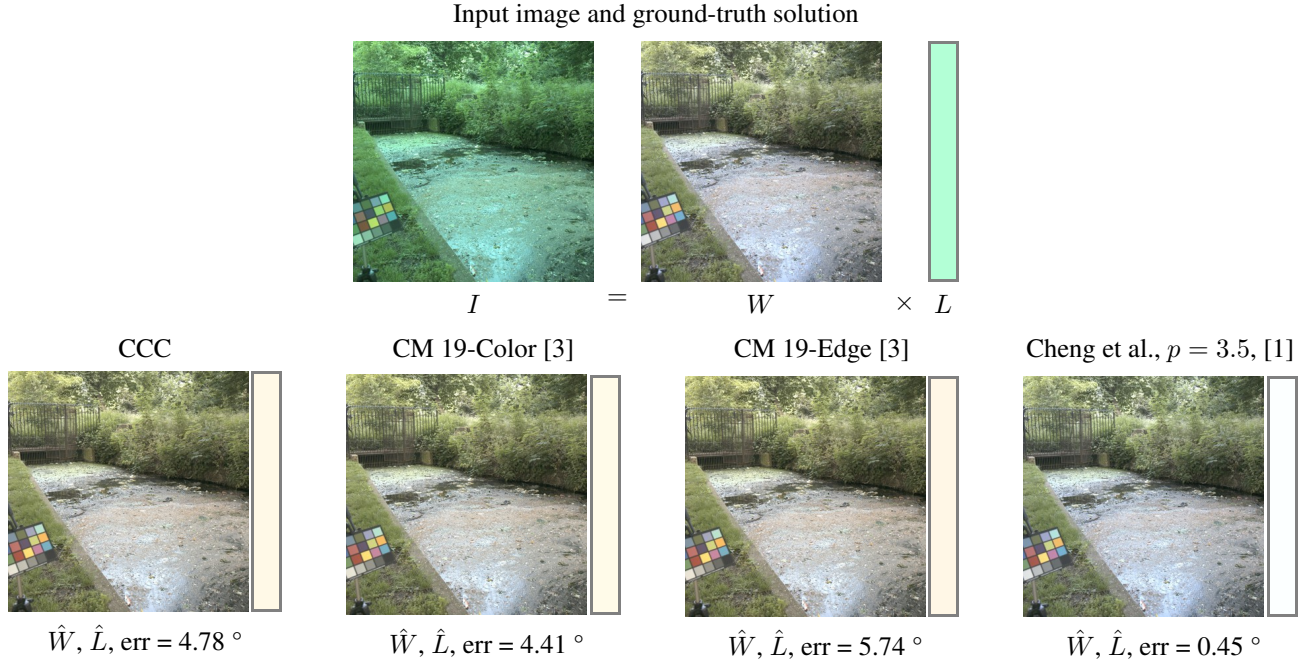 Input image and ground-truth solution
I = W × L
CCC CM 19-Color [3] CM 19-Edge [3] Cheng et al., p = 3.5, [1]
Ŵ, L̂, err = 4.78 ° Ŵ, L̂, err = 4.41 ° Ŵ, L̂, err = 5.74 ° Ŵ, L̂, err = 0.45 °